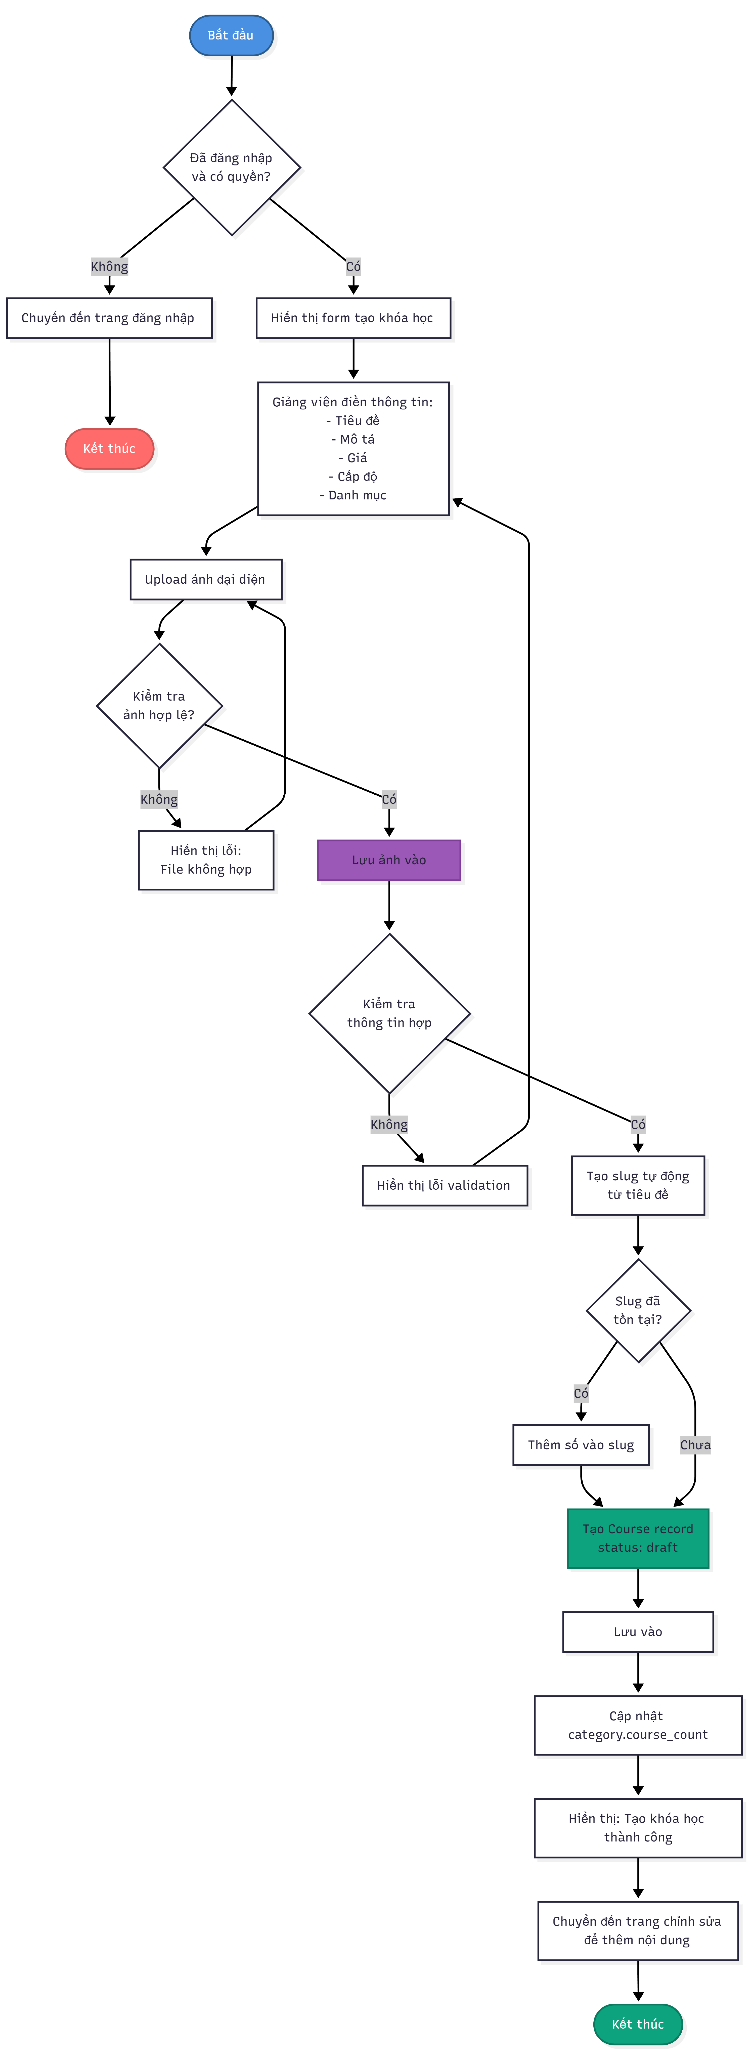 Bắt đầu
Đã đăng nhập
và có quyền?
Không
Có
Chuyển đến trang đăng nhập
Hiển thị form tạo khóa học
Kết thúc
Giảng viên điền thông tin:
- Tiêu đề
- Mô tả
- Giá
- Cấp độ
- Danh mục
Upload ảnh đại diện
Kiểm tra
ảnh hợp lệ?
Không
Có
Hiển thị lỗi:
File không hợp
Lưu ảnh vào
Kiểm tra
thông tin hợp
Không
Có
Hiển thị lỗi validation
Tạo slug tự động
từ tiêu đề
Slug đã
tồn tại?
Có
Chưa
Thêm số vào slug
Tạo Course record
status: draft
Lưu vào
Cập nhật
category.course_count
Hiển thị: Tạo khóa học
thành công
Chuyển đến trang chỉnh sửa
để thêm nội dung
Kết thúc